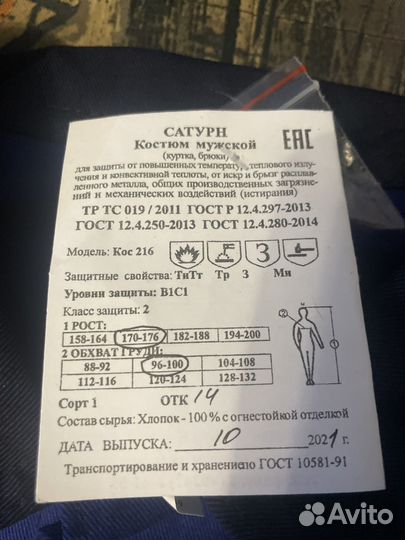 САТУРН
Костюм мужской
(куртка, брюки)
для защиты от повышенных температур, теплового излу-
чения и конвективной теплоты, от искр и брызг расплав-
ленного металла, общих производственных загрязне-
ний и механических воздействий (истирания)
ТР ТС 019 / 2011 ГОСТ Р 12.4.297-2013
ГОСТ 12.4.250-2013 ГОСТ 12.4.280-2014
Модель: Кос 216
З
Защитные свойства: ТиТт Тр З Ми
Уровни защиты: В1С1
Класс защиты: 2
1 РОСТ:
158-164 170-176 182-188 194-200
2 ОБХВАТ ГРУДИ:
88-92 96-100 104-108
112-116 120-124 128-132
Сорт 1 ОТК 14
Состав сырья: Хлопок - 100 % с огнестойкой отделкой
ДАТА ВЫПУСКА: 10 2021 г.
Транспортирование и хранение по ГОСТ 10581-91
ЕАС
1
2
Avito